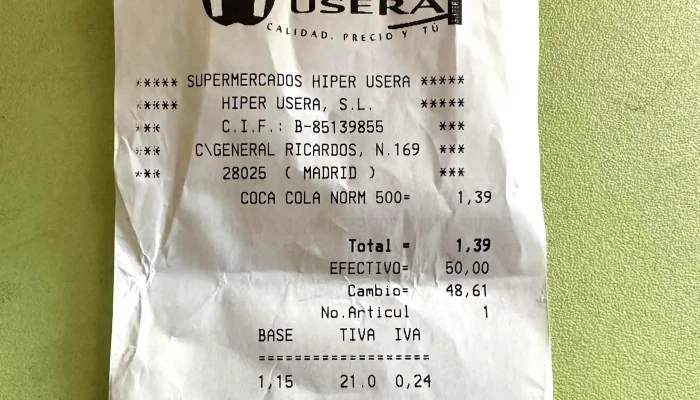 USERA
CALIDAD, PRECIO Y TÚ
***** SUPERMERCADOS HIPER USERA *****
**** HIPER USERA, S.L. *****
*** C.I.F.: B-85139855 ***
*** C\GENERAL RICARDOS, N.169 ***
*** 28025 ( MADRID ) ***
COCA COLA NORM 500= 1,39
Total = 1,39
EFECTIVO= 50,00
Cambio= 48,61
No.Articul 1
BASE TIVA IVA
===================
1,15 21.0 0,24